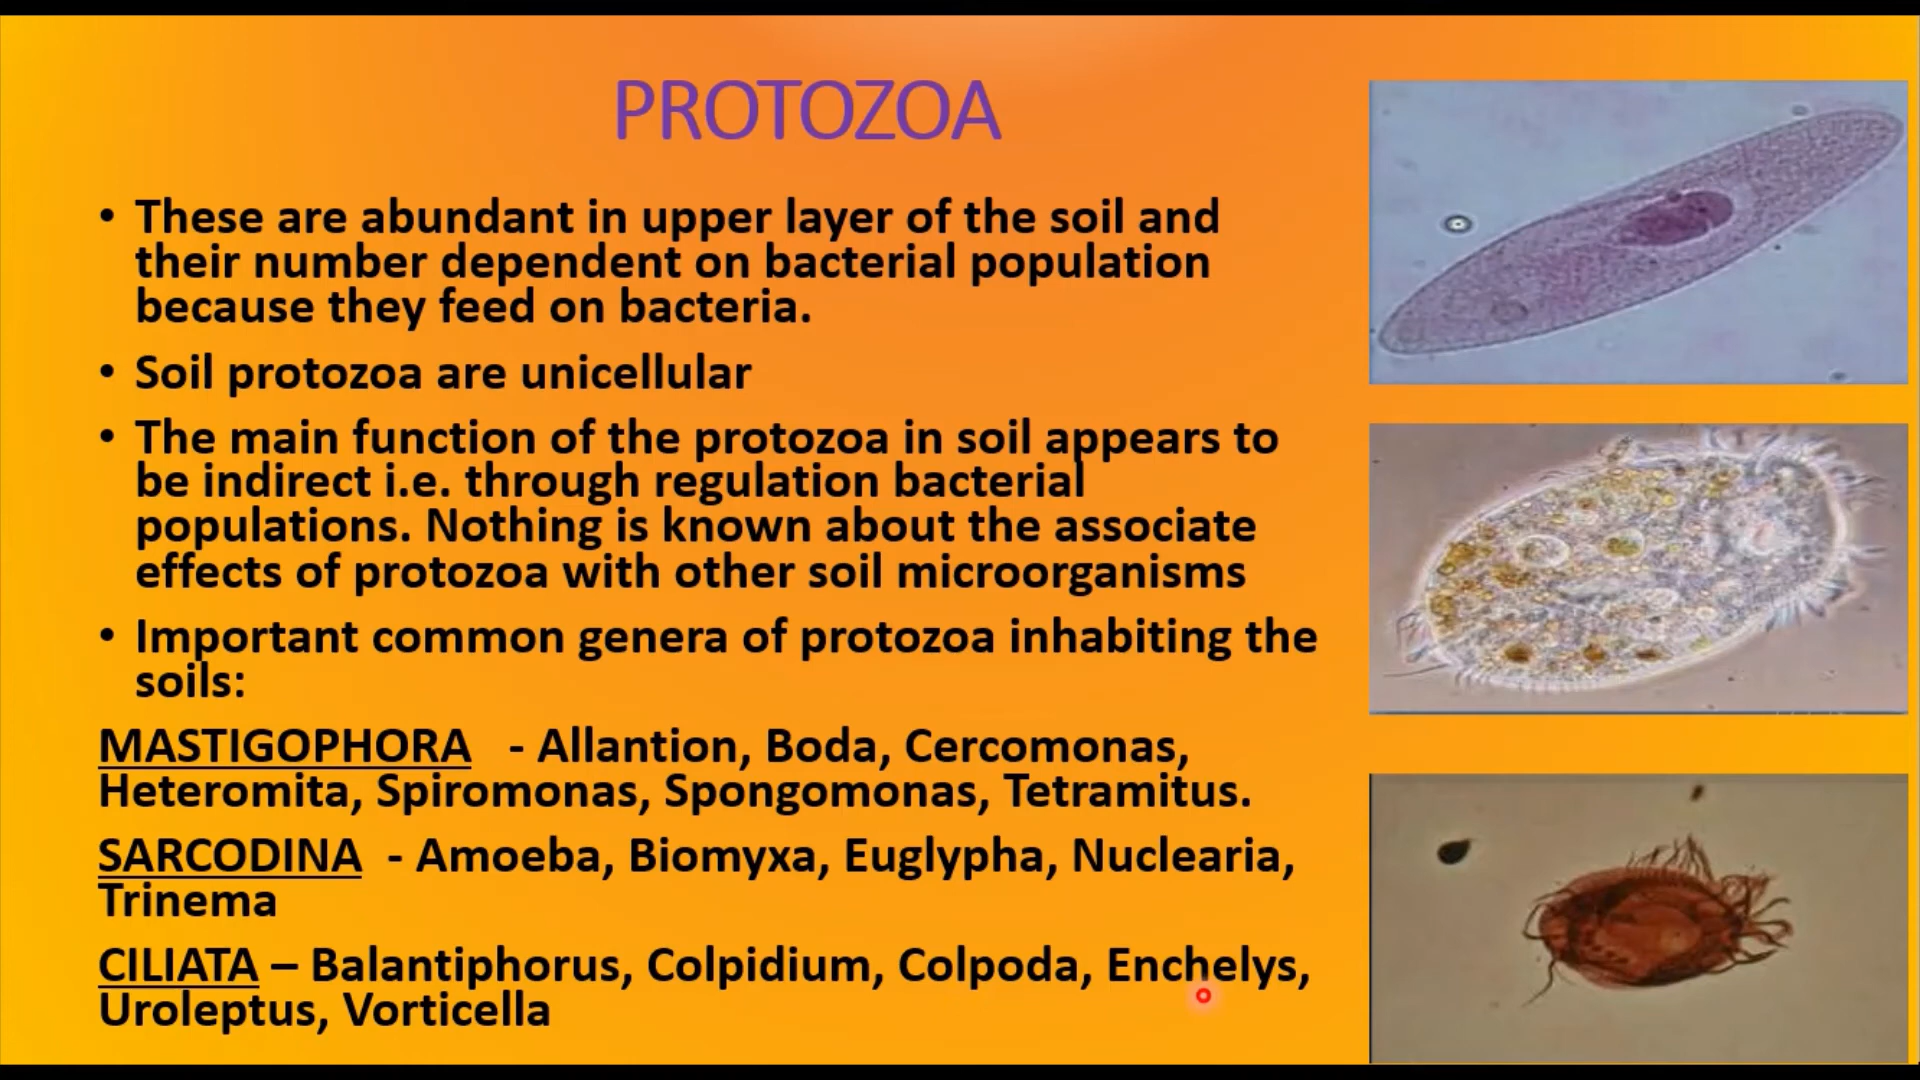 PROTOZOA
• These are abundant in upper layer of the soil and
their number dependent on bacterial population
because they feed on bacteria.
• Soil protozoa are unicellular
• The main function of the protozoa in soil appears to
be indirect i.e. through regulation bacterial
populations. Nothing is known about the associate
effects of protozoa with other soil microorganisms
• Important common genera of protozoa inhabiting the
soils:
MASTIGOPHORA - Allantion, Boda, Cercomonas,
Heteromita, Spiromonas, Spongomonas, Tetramitus.
SARCODINA - Amoeba, Biomyxa, Euglypha, Nuclearia,
Trinema
CILIATA – Balantiphorus, Colpidium, Colpoda, Enchelys,
Uroleptus, Vorticella